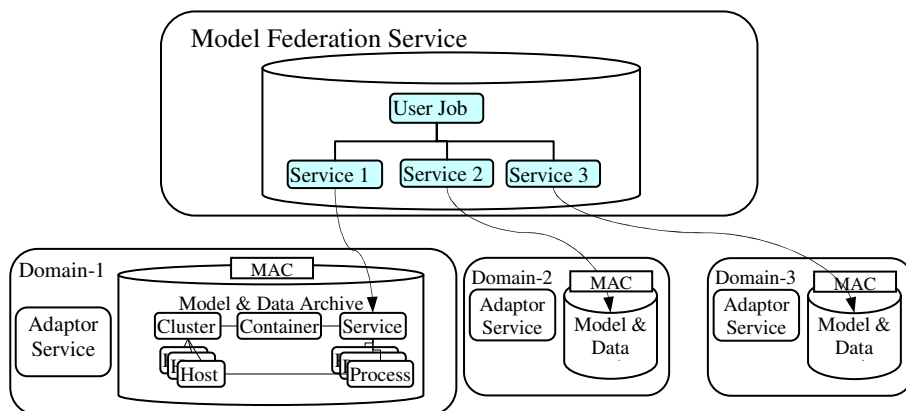 Model Federation Service
User Job
Service 1
Service 2
Service 3
Domain-1
MAC
Model & Data Archive
Adaptor
Service
Cluster
Container
Service
Host
Process
Domain-2
MAC
Adaptor
Service
Model &
Data
Domain-3
MAC
Adaptor
Service
Model &
Data